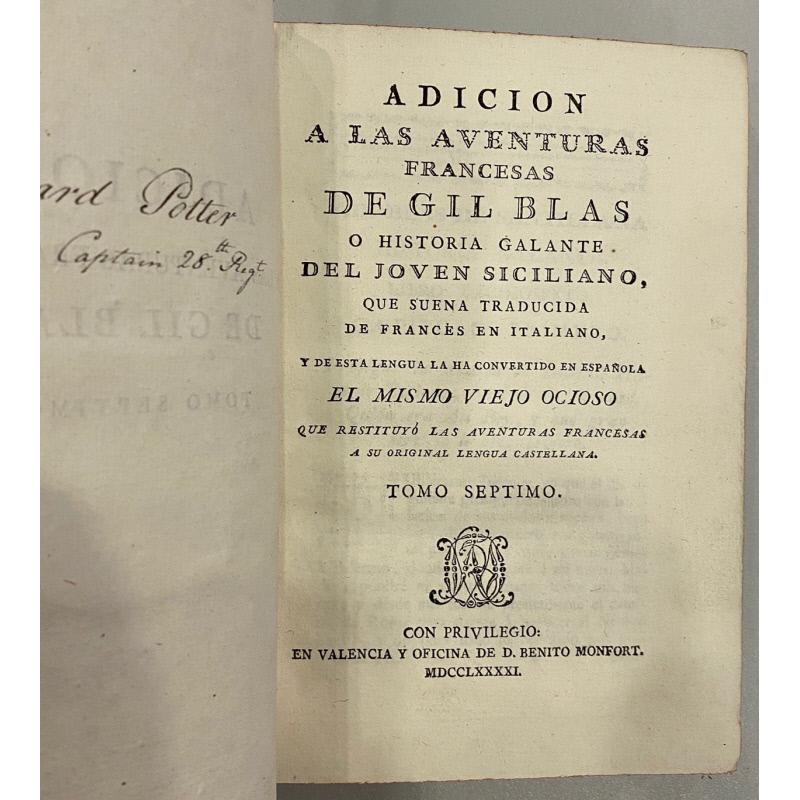 ard Potter
Captain 28.th Regt.
ADICION
A LAS AVENTURAS
FRANCESAS
DE GIL BLAS
O HISTORIA GALANTE
DEL JOVEN SICILIANO,
QUE SUENA TRADUCIDA
DE FRANCÈS EN ITALIANO,
Y DE ESTA LENGUA LA HA CONVERTIDO EN ESPAÑOLA
EL MISMO VIEJO OCIOSO
QUE RESTITUYÓ LAS AVENTURAS FRANCESAS
A SU ORIGINAL LENGUA CASTELLANA.
TOMO SEPTIMO.
CON PRIVILEGIO:
EN VALENCIA Y OFICINA DE D. BENITO MONFORT.
MDCCLXXXXI.